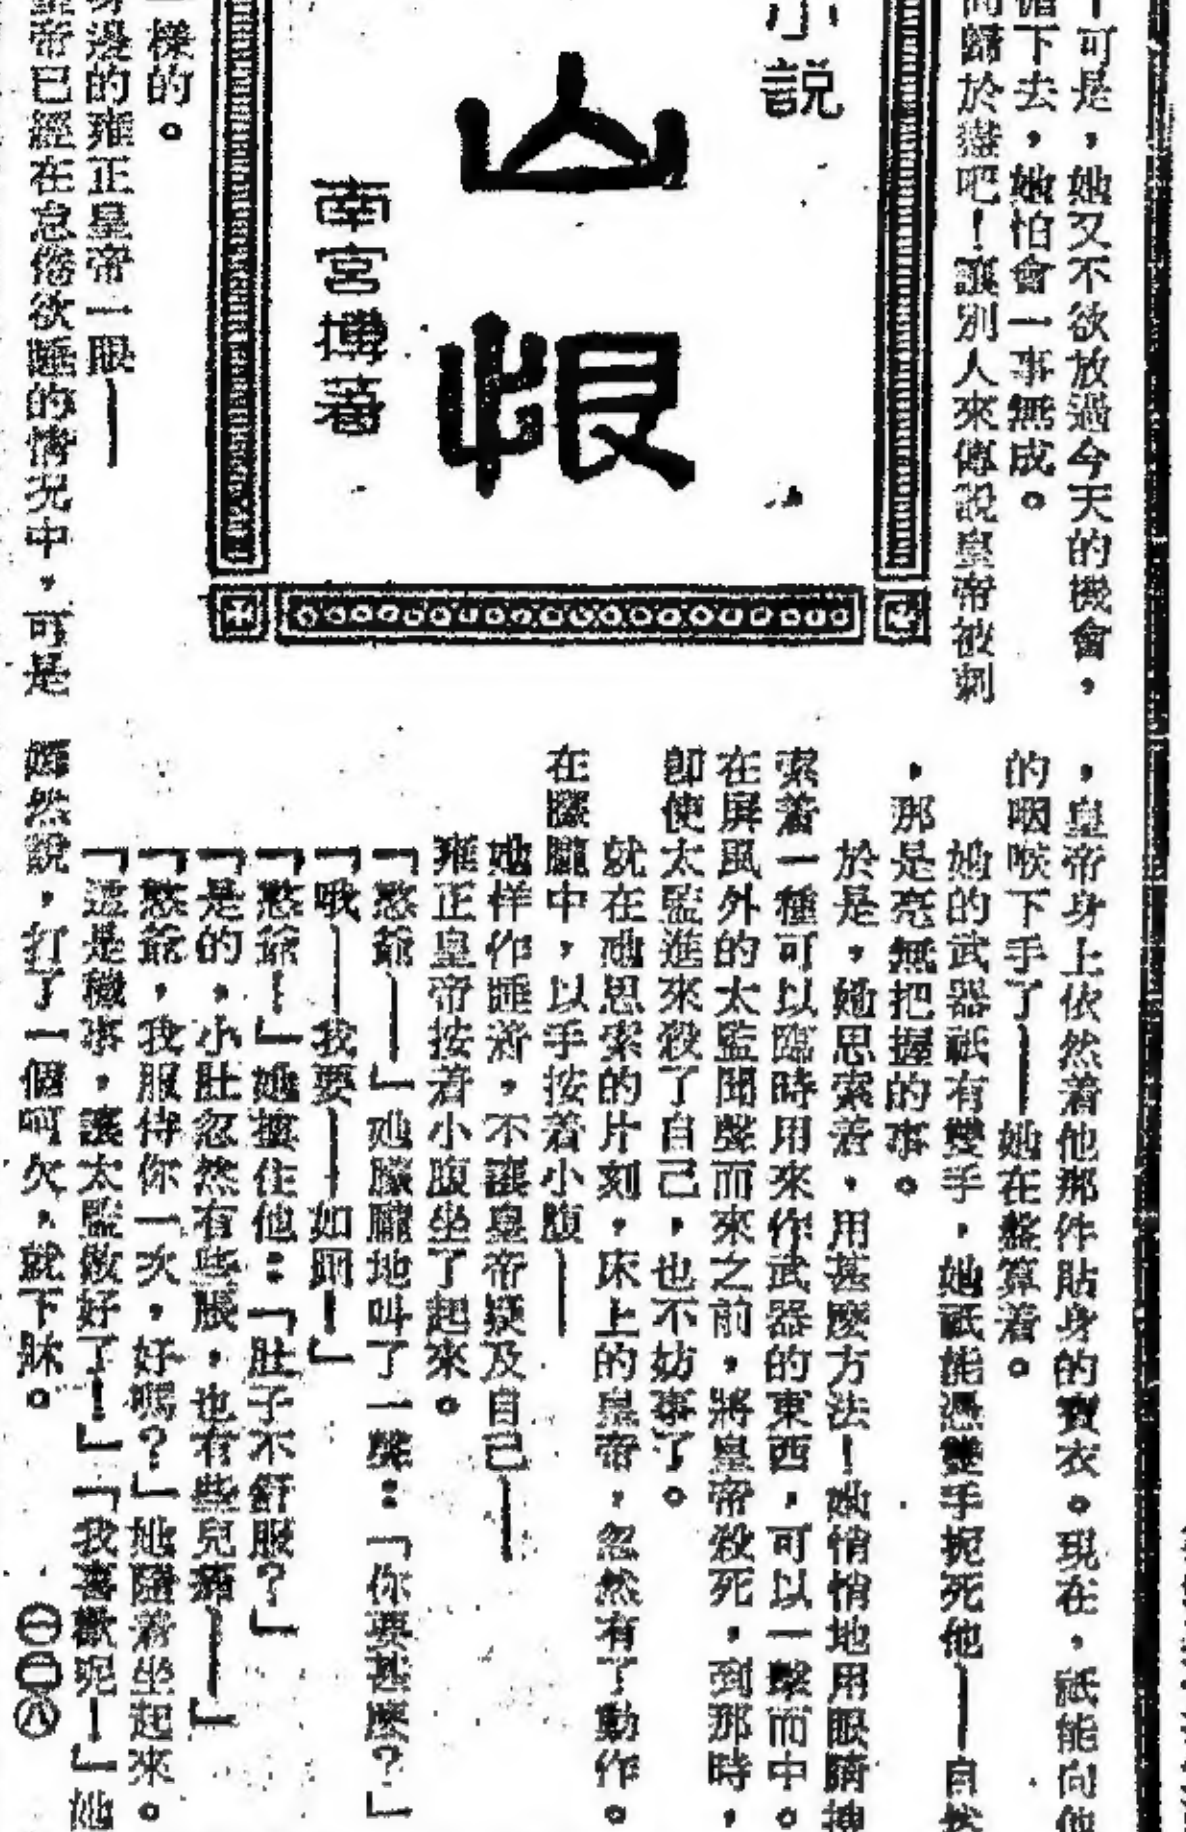 可是，她又不欲放過今天的機會，
下去，她怕會一事無成。
歸於盡吧！讓別人來傳說皇帝被刺
小説
山恨
南宮博著
樣的。
邊的雍正皇帝一眼——
帝已經在怠倦欲睡的情況中，可是
，皇帝身上依然着他那件貼身的寶衣。現在，祇能向他
的咽喉下手了——她在盤算着。
她的武器祇有雙手，她祇能憑雙手扼死他——自然
，那是毫無把握的事。
於是，她思索着，用甚麼方法！她悄悄地用眼睛搜
索着一種可以臨時用來作武器的東西，可以一擊而中。
在屏風外的太監聞聲而來之前，將皇帝殺死，到那時，
卽使太監進來殺了自己，也不妨事了。
就在她思索的片刻，床上的皇帝，忽然有了動作。
在朦朧中，以手按着小腹——
她佯作睡着，不讓皇帝疑及自己——
雍正皇帝按着小腹坐了起來。
「憨爺——」她朦朧地叫了一聲：「你要甚麼？」
「哦——我要——如廁！」
「憨爺！」她摟住他：「肚子不舒服？」
「是的，小肚忽然有些脹，也有些兒痛——」
「憨爺，我服侍你一次，好嗎？」她隨着坐起來。
「這是穢事，讓太監做好了！」「我喜歡呢！」她
嫣然說，打了一個呵欠，就下牀。
㊀㊁㊇